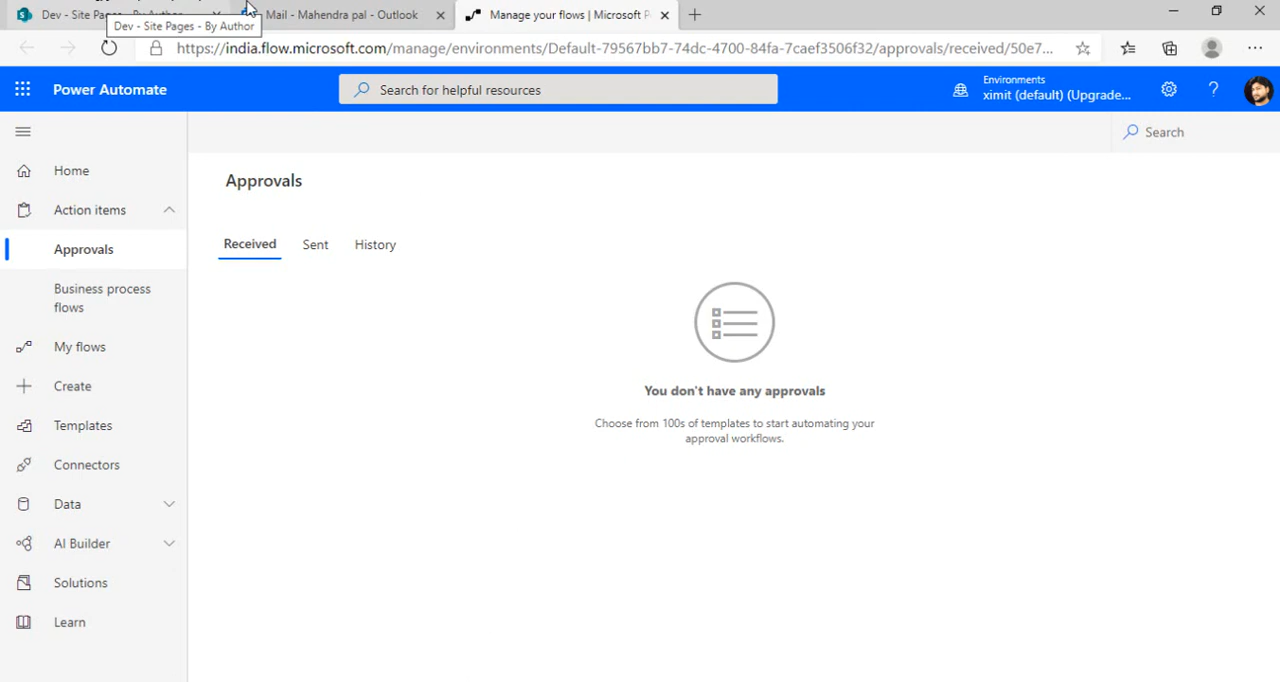 Dev - Site Pages - By Author
Mail - Mahendra pal - Outlook
Manage your flows | Microsoft P
Dev - Site Pages - By Author
https://india.flow.microsoft.com/manage/environments/Default-79567bb7-74dc-4700-84fa-7caef3506f32/approvals/received/50e7...
Power Automate
Search for helpful resources
Environments
ximit (default) (Upgrade...
?
Search
Home
Action items
Approvals
Business process
flows
My flows
Create
Templates
Connectors
Data
AI Builder
Solutions
Learn
Approvals
Received Sent History
You don't have any approvals
Choose from 100s of templates to start automating your
approval workflows.